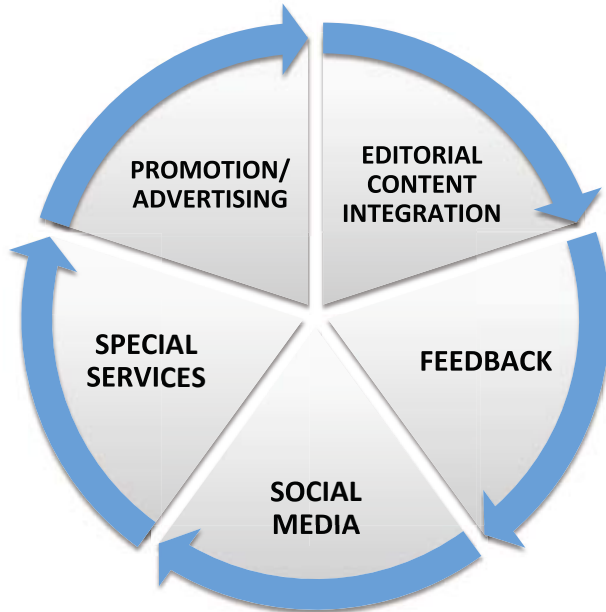 PROMOTION/
ADVERTISING
EDITORIAL
CONTENT
INTEGRATION
SPECIAL
SERVICES
FEEDBACK
SOCIAL
MEDIA